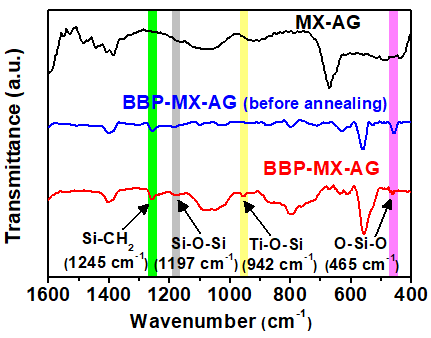 MX-AG
BBP-MX-AG (before annealing)
BBP-MX-AG
Si-CH2
(1245 cm-1)
Si-O-Si
(1197 cm-1)
Ti-O-Si
(942 cm-1)
O-Si-O
(465 cm-1)
1600 1400 1200 1000 800 600 400
Wavenumber (cm-1)
Transmittance (a.u.)